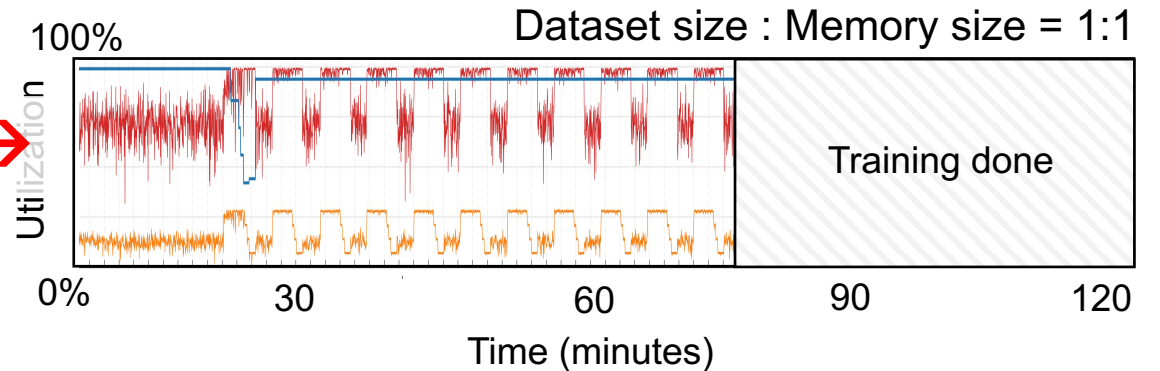 Dataset size : Memory size = 1:1
100%
Utilization
Training done
0% 30 60 90 120
Time (minutes)